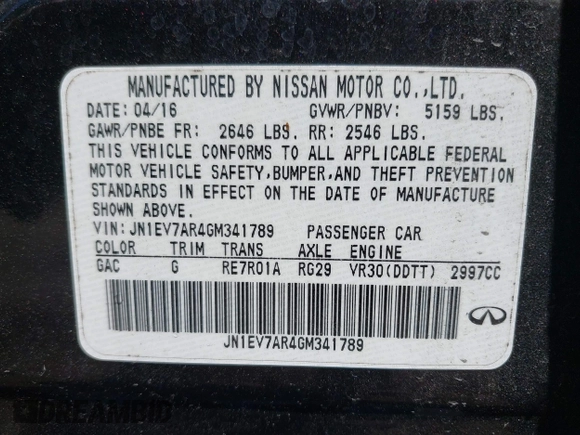 MANUFACTURED BY NISSAN MOTOR CO.,LTD.
DATE: 04/16 GVWR/PNBV: 5159 LBS.
GAWR/PNBE FR: 2646 LBS. RR: 2546 LBS.
THIS VEHICLE CONFORMS TO ALL APPLICABLE FEDERAL
MOTOR VEHICLE SAFETY,BUMPER,AND THEFT PREVENTION
STANDARDS IN EFFECT ON THE DATE OF MANUFACTURE
SHOWN ABOVE.
VIN:JN1EV7AR4GM341789 PASSENGER CAR
COLOR TRIM TRANS AXLE ENGINE
GAC G RE7R01A RG29 VR30(DDTT) 2997CC
JN1EV7AR4GM341789
DREAMBID